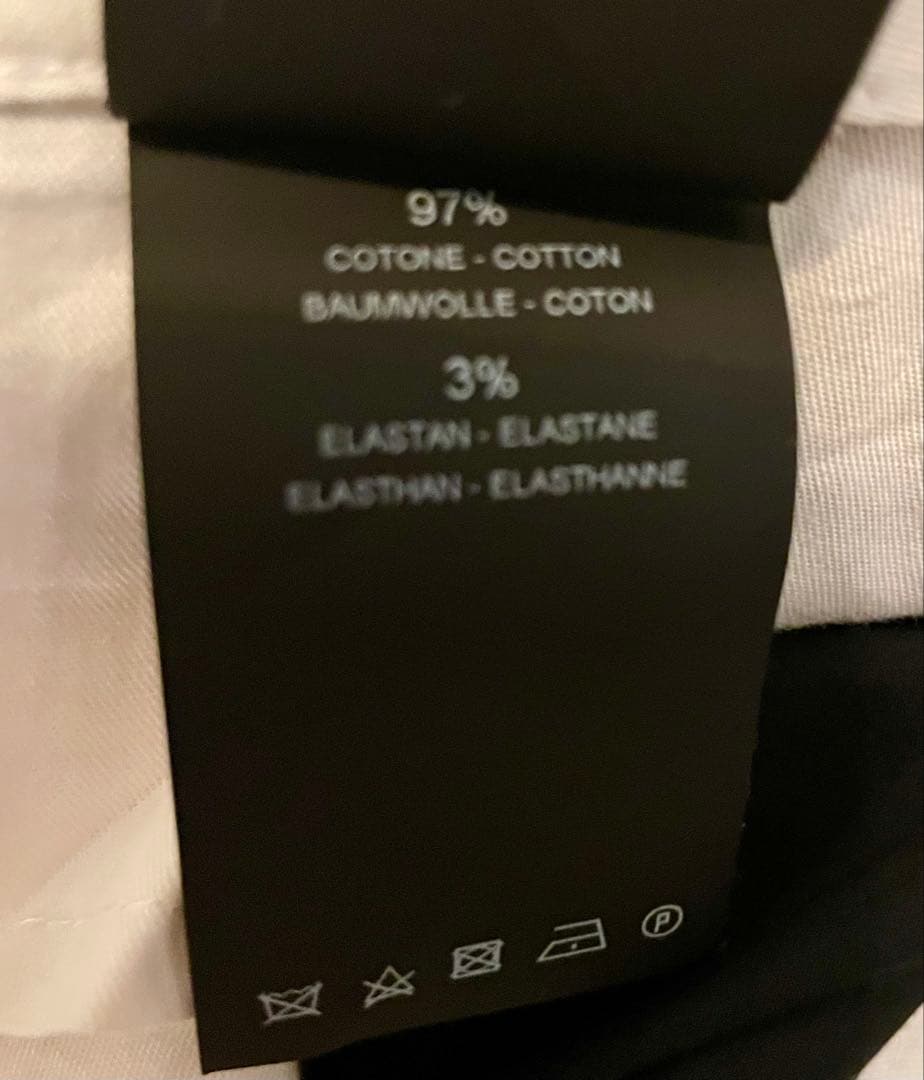 97%
COTONE - COTTON
BAUMWOLLE - COTON
3%
ELASTAN - ELASTANE
ELASTHAN - ELASTHANNE
P